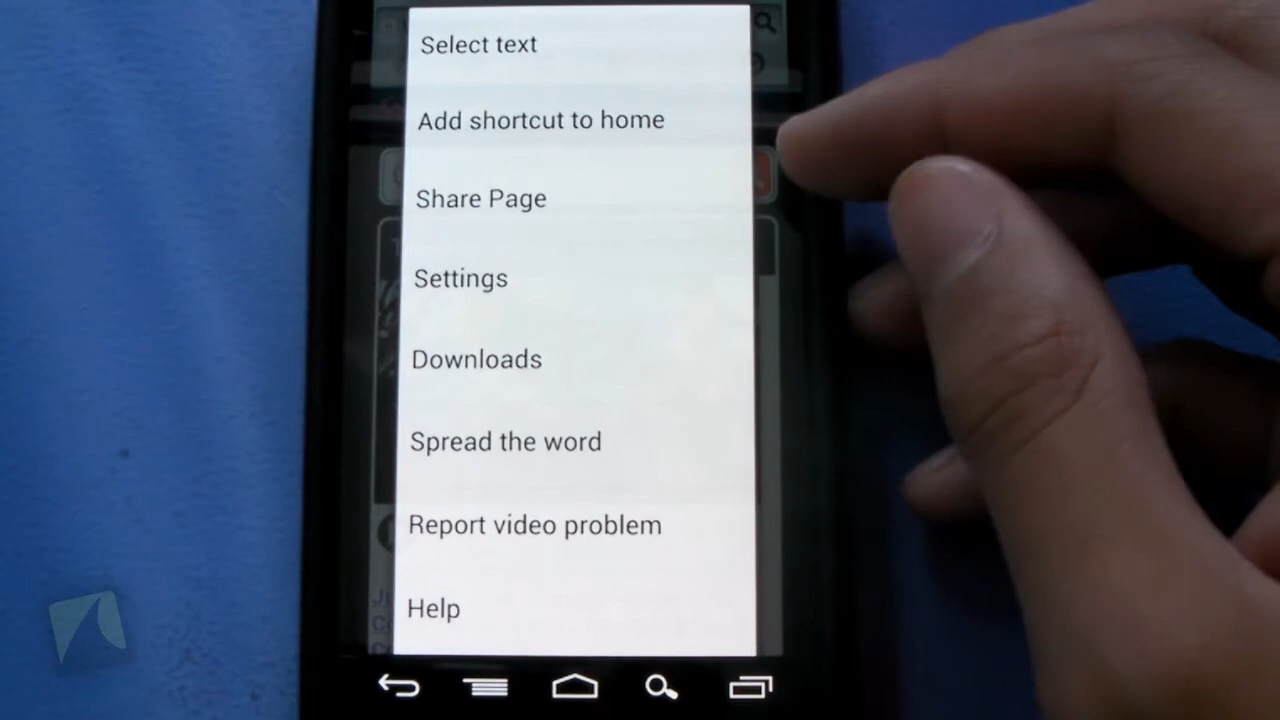 Select text
Add shortcut to home
Share Page
Settings
Downloads
Spread the word
Report video problem
Help